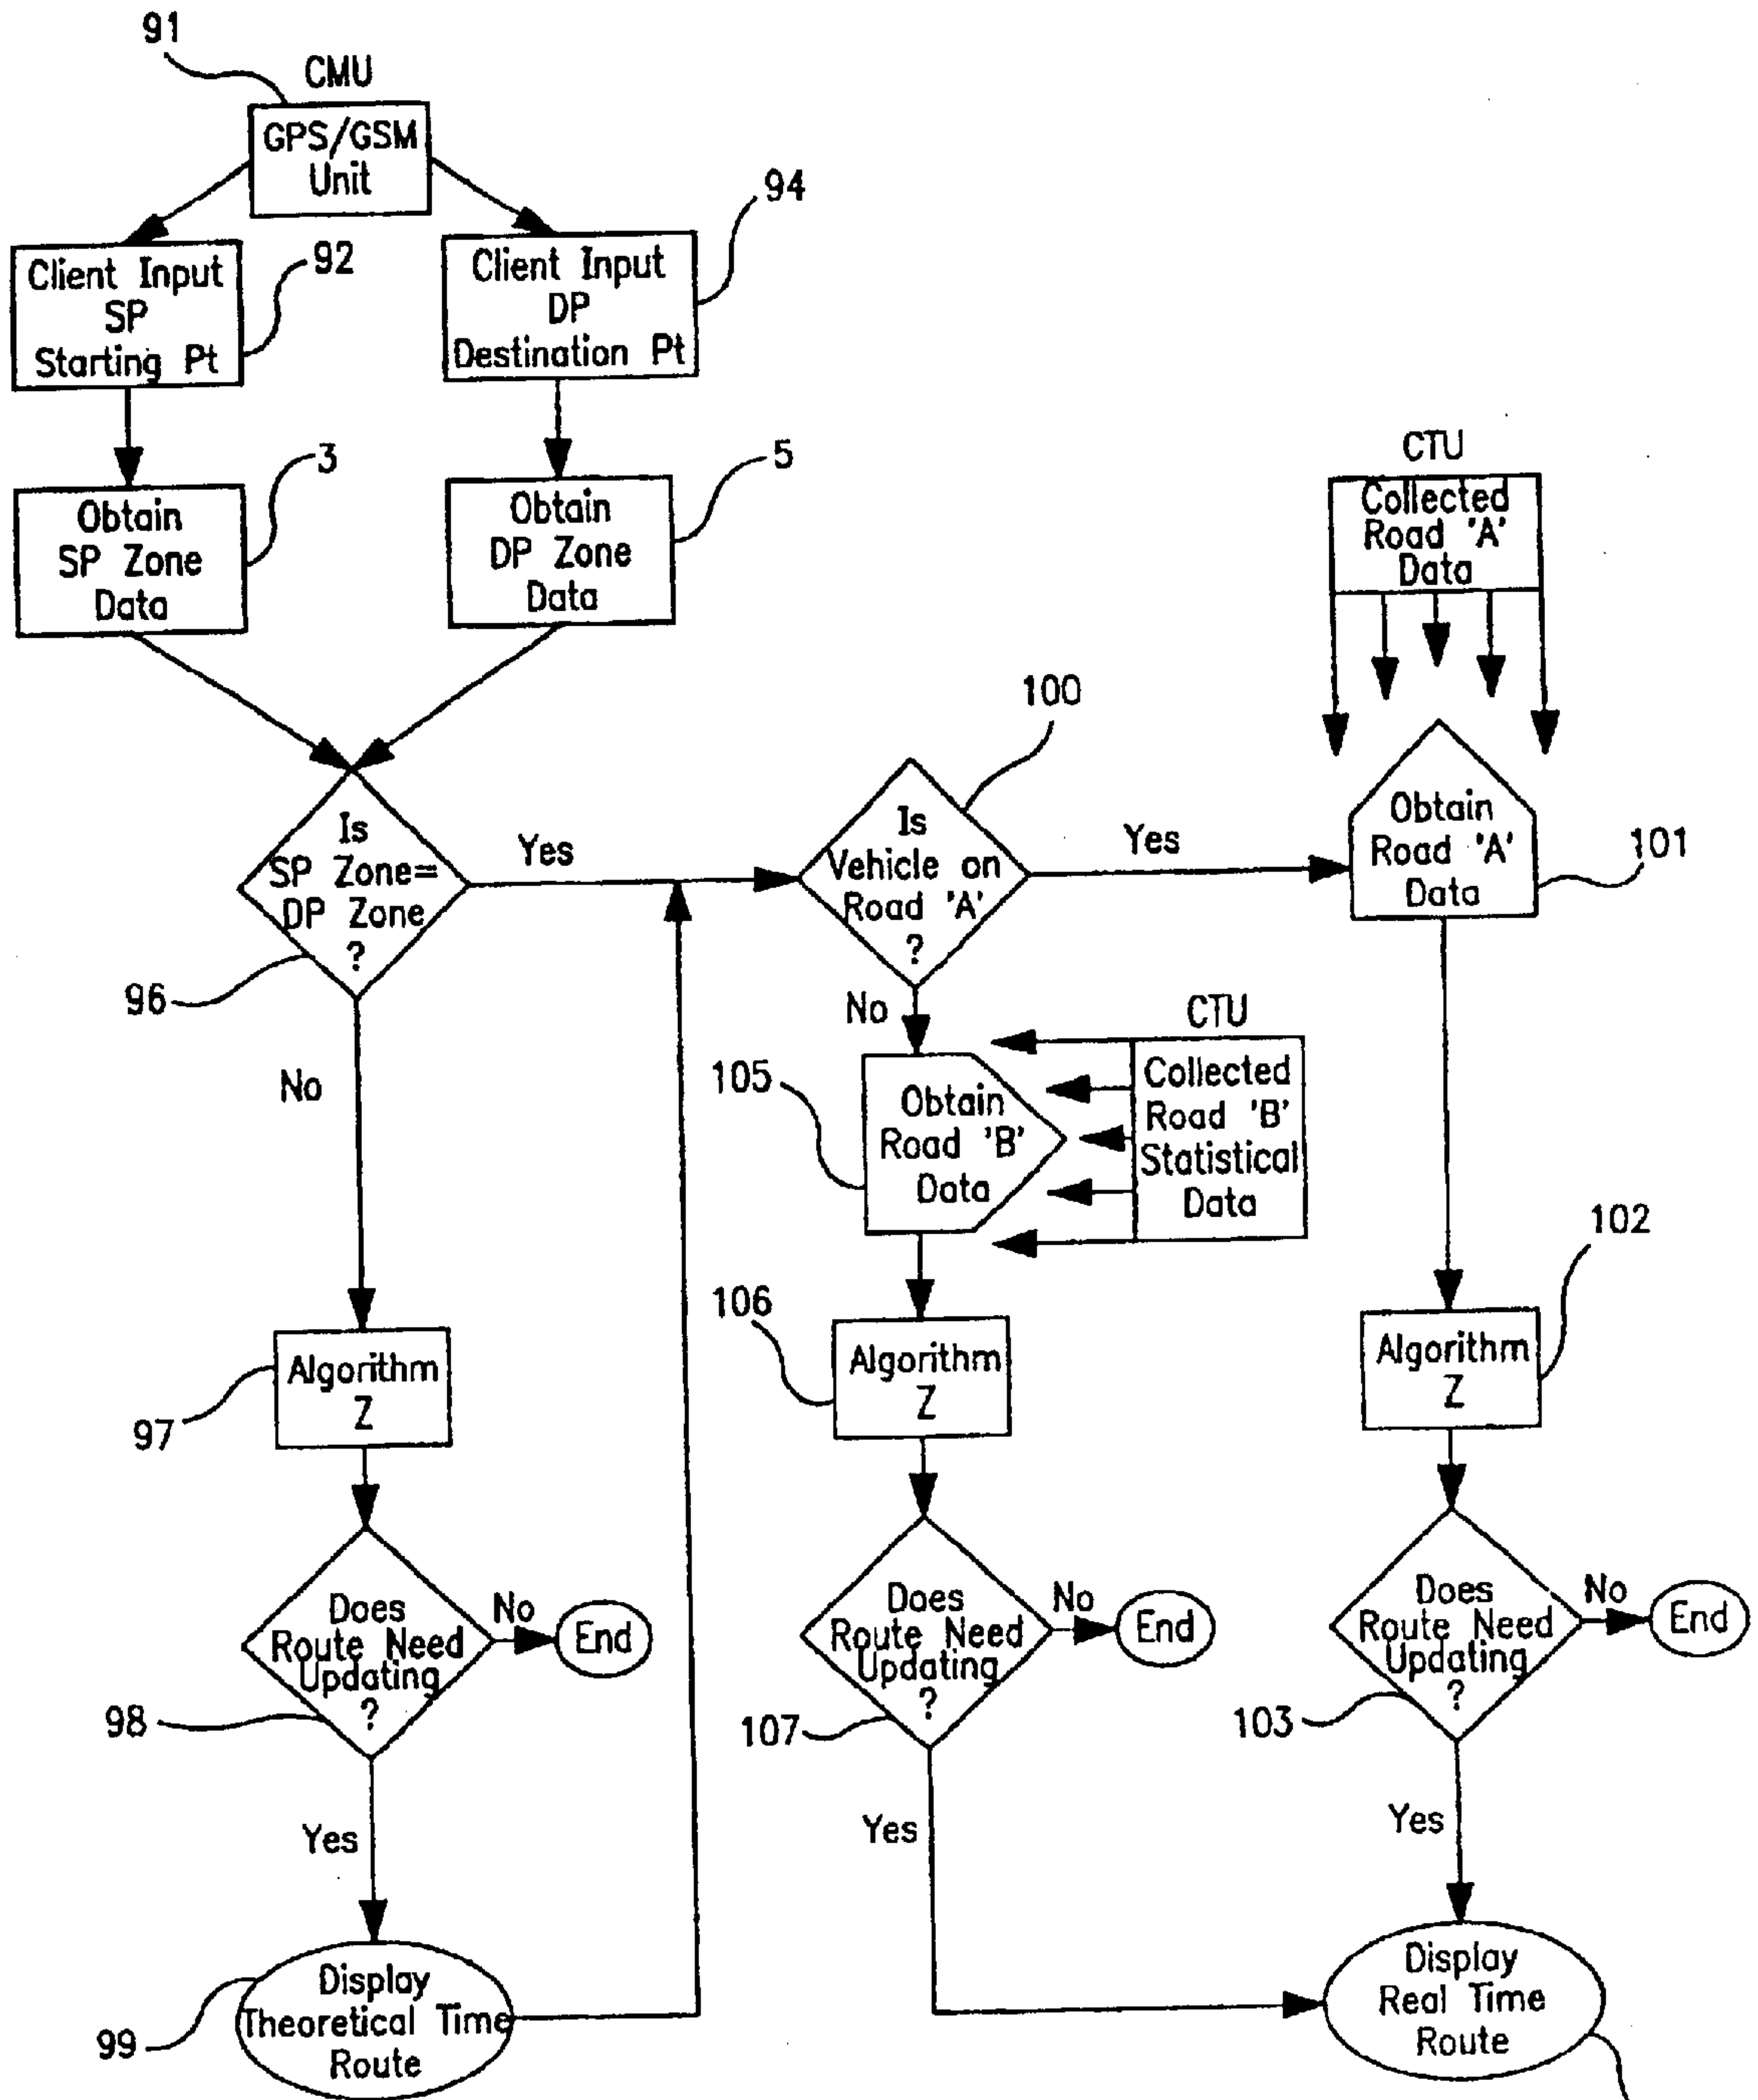 91
CMU
GPS/GSM
Unit
94
Client Input
SP
Starting Pt
92
Client Input
DP
Destination Pt
3
Obtain
SP Zone
Data
5
Obtain
DP Zone
Data
CTU
Collected
Road 'A'
Data
100
Is
SP Zone=
DP Zone
?
96
Yes
Is
Vehicle on
Road 'A'
?
Yes
Obtain
Road 'A'
Data
101
No
No
CTU
105
Obtain
Road 'B'
Data
Collected
Road 'B'
Statistical
Data
102
106
Algorithm
Z
97
Algorithm
Z
Algorithm
Z
Does
Route Need
Updating
?
No
End
98
Does
Route Need
Updating
?
No
End
107
Does
Route Need
Updating
?
No
End
103
Yes
Yes
Yes
Display
Theoretical Time
Route
99
Display
Real Time
Route